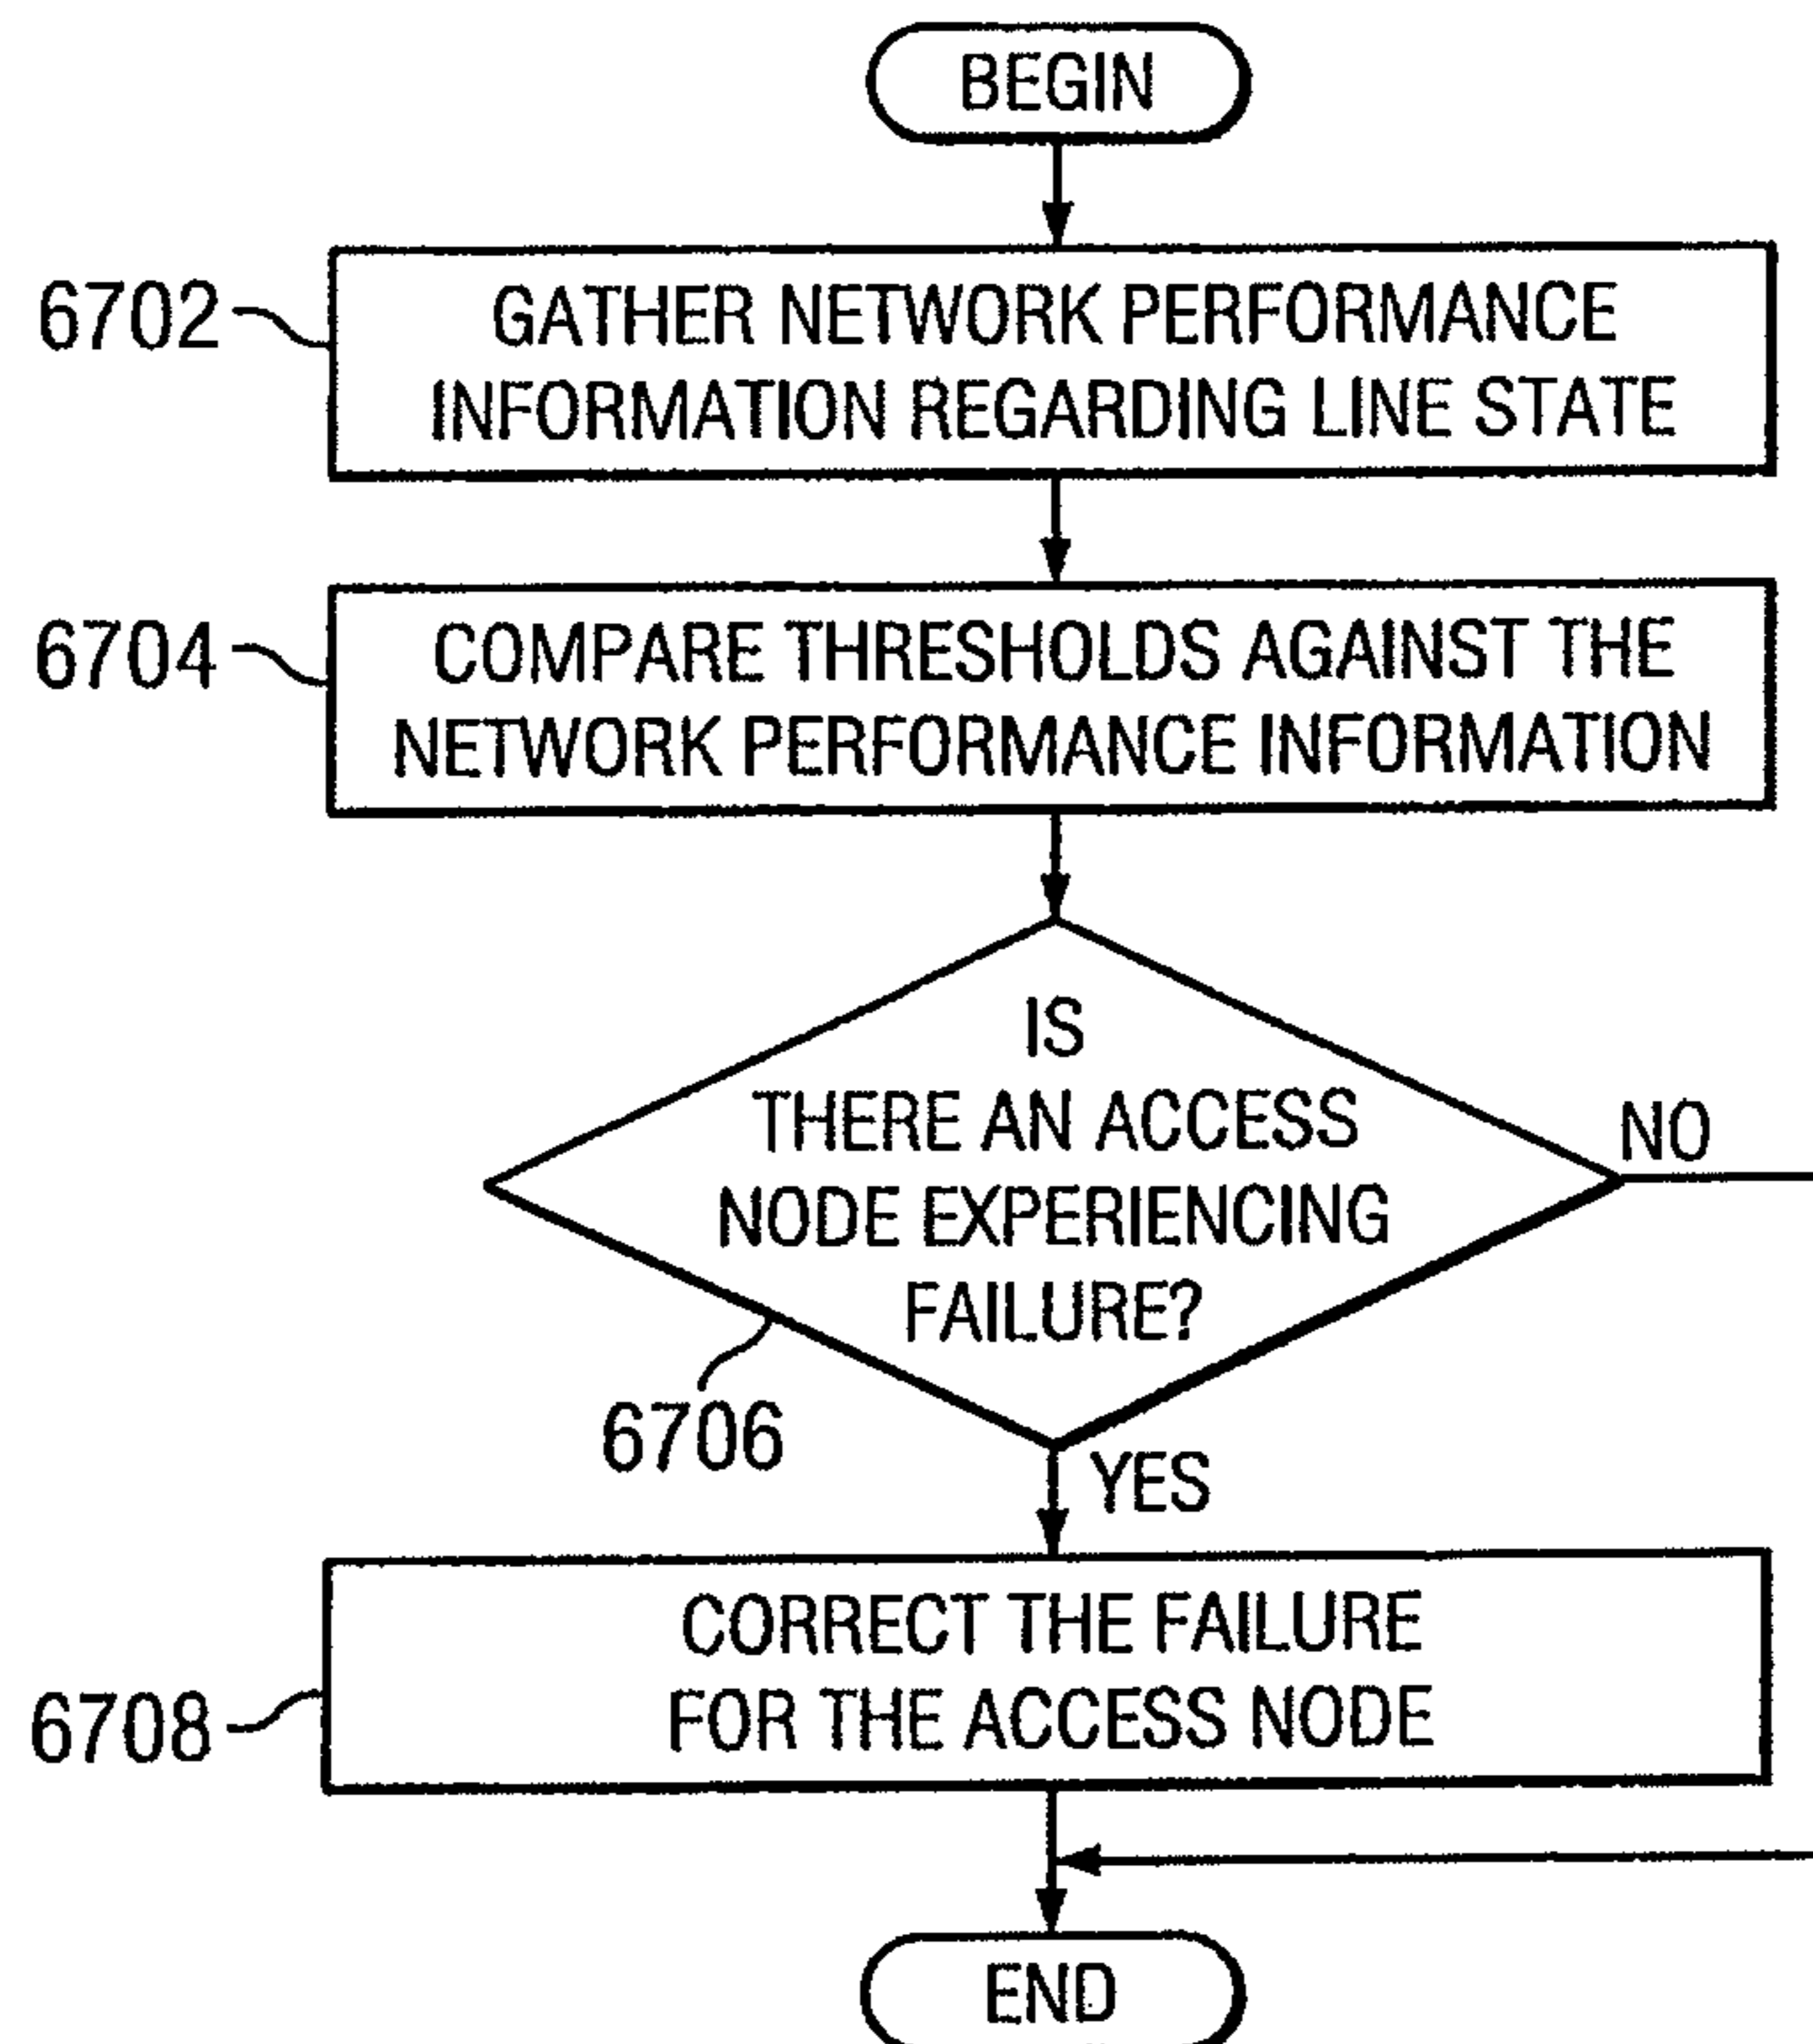 BEGIN
6702
GATHER NETWORK PERFORMANCE
INFORMATION REGARDING LINE STATE
6704
COMPARE THRESHOLDS AGAINST THE
NETWORK PERFORMANCE INFORMATION
IS
THERE AN ACCESS
NODE EXPERIENCING
FAILURE?
NO
6706
YES
CORRECT THE FAILURE
FOR THE ACCESS NODE
6708
END